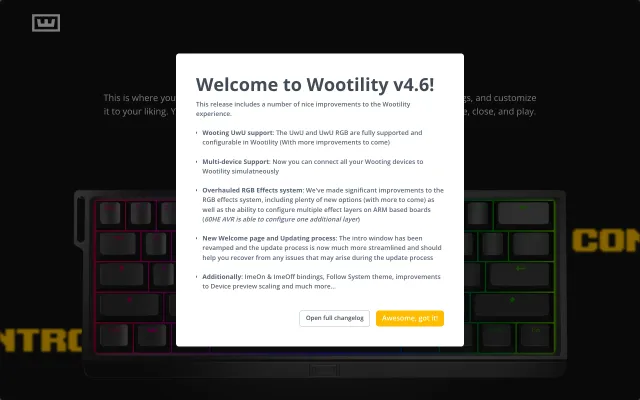 Welcome to Wootility v4.6!
This release includes a number of nice improvements to the Wootility
experience.
• Wooting UwU support: The UwU and UwU RGB are fully supported and
configurable in Wootility (With more improvements to come)
• Multi-device Support: Now you can connect all your Wooting devices to
Wootility simulatneously
• Overhauled RGB Effects system: We've made significant improvements to the
RGB effects system, including plenty of new options (with more to come) as
well as the ability to configure multiple effect layers on ARM based boards
(60HE AVR is able to configure one additional layer)
• New Welcome page and Updating process: The intro window has been
revamped and the update process is now much more streamlined and should
help you recover from any issues that may arise during the update process
• Additionally: ImeOn & ImeOff bindings, Follow System theme, improvements
to Device preview scaling and much more...
Open full changelog
Awesome, got it!
This is where you
gs, and customize
it to your liking. Y
e, close, and play.
CON
NTRO